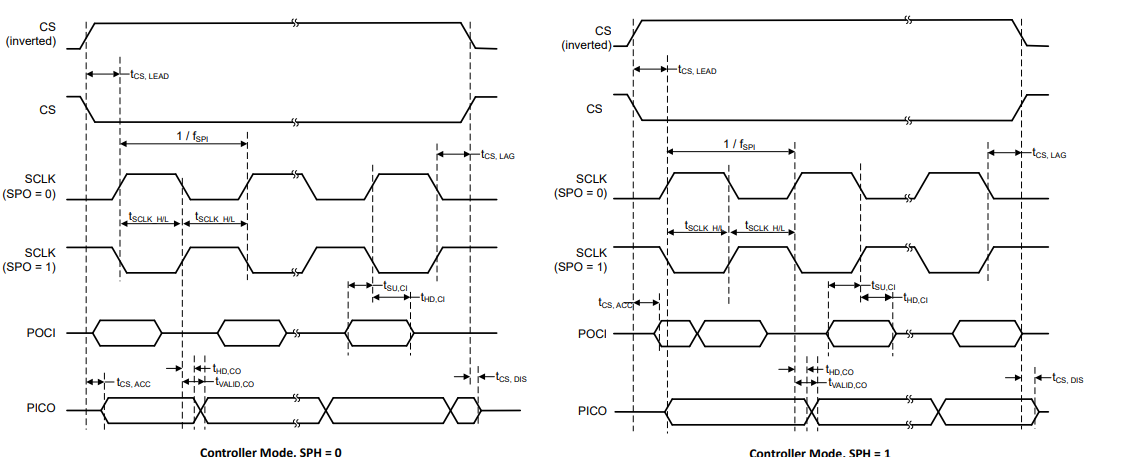 CS
(inverted)
tCS, LEAD
CS
1 / fSPI
tCS, LAG
SCLK
(SPO = 0)
tSCLK_H/L
tSCLK_H/L
SCLK
(SPO = 1)
tSU,CI
tHD,CI
POCI
tHD,CO
tCS, ACC
tVALID,CO
tCS, DIS
PICO
Controller Mode, SPH = 0
CS
(inverted)
tCS, LEAD
CS
1 / fSPI
tCS, LAG
SCLK
(SPO = 0)
tSCLK_H/L
tSCLK_H/L
SCLK
(SPO = 1)
tSU,CI
tCS, ACC
tHD,CI
POCI
tHD,CO
tCS, DIS
tVALID,CO
PICO
Controller Mode, SPH = 1